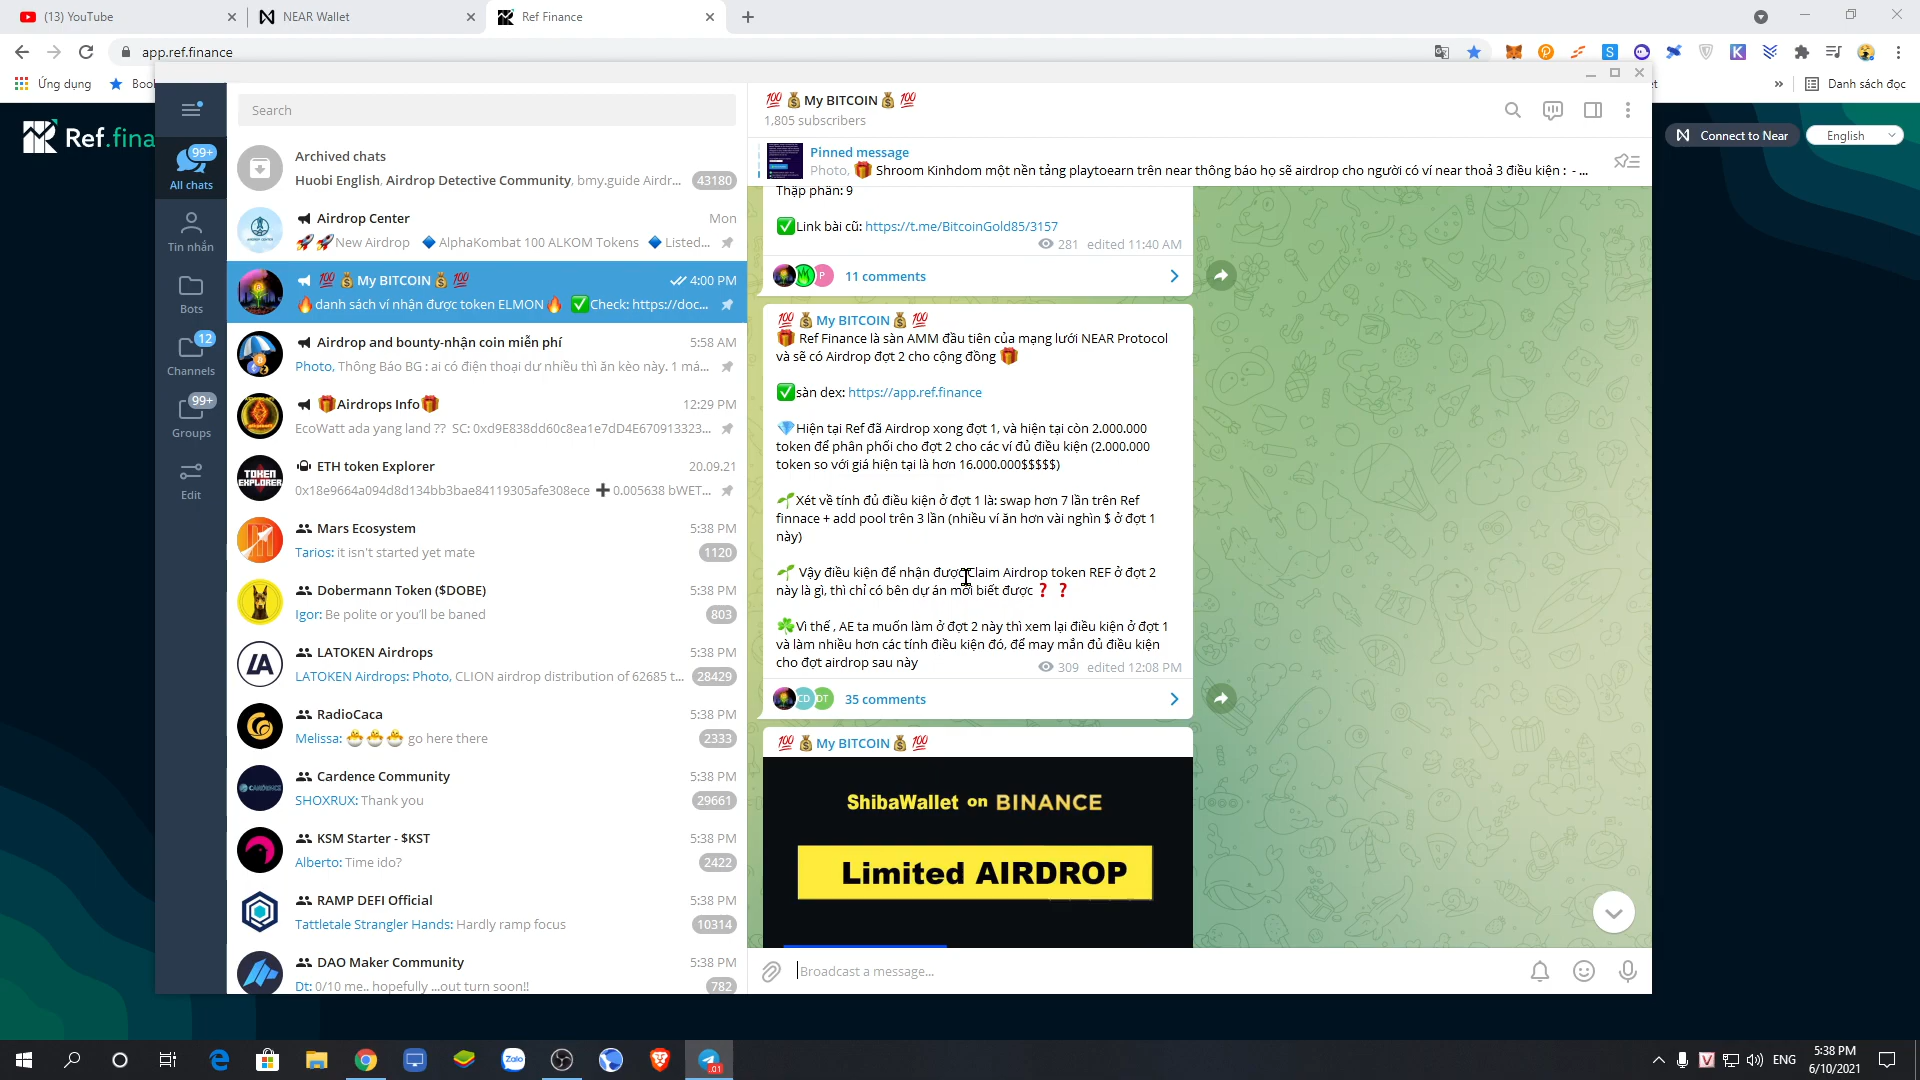 (13) YouTube
NEAR Wallet
Ref Finance
app.ref.finance
Ứng dụng
Danh sách đọc
Ref.fina
Connect to Near
English
99+
All chats
Tin nhắn
Bots
12
Channels
99+
Groups
Edit
Search
Archived chats
Huobi English, Airdrop Detective Community, bmy.guide Airdr... 43180
Airdrop Center Mon
🚀🚀New Airdrop 🔷AlphaKombat 100 ALKOM Tokens 🔷Listed...
💯💰My BITCOIN💰💯 4:00 PM
🔥danh sách ví nhận được token ELMON🔥 ✅Check: https://doc...
Airdrop and bounty-nhận coin miễn phí 5:58 AM
Photo, Thông Báo BG : ai có điện thoại dư nhiều thì ăn kèo này. 1 má...
🎁Airdrops Info🎁 12:29 PM
EcoWatt ada yang land ?? SC: 0xd9E838dd60c8ea1e7dD4E670913323...
TOKEN
EXPLORER
ETH token Explorer 20.09.21
0x18e9664a094d8d134bb3bae84119305afe308ece ➕0.005638 bWET...
Mars Ecosystem 5:38 PM
Tarios: it isn't started yet mate 1120
Dobermann Token ($DOBE) 5:38 PM
Igor: Be polite or you'll be baned 803
LA
LATOKEN Airdrops 5:38 PM
LATOKEN Airdrops: Photo, CLION airdrop distribution of 62685 t... 28429
RadioCaca 5:38 PM
Melissa: 🐣🐣🐣 go here there 2333
Cardence Community 5:38 PM
SHOXRUX: Thank you 29661
KSM Starter - $KST 5:38 PM
Alberto: Time ido? 2422
RAMP DEFI Official 5:38 PM
Tattletale Strangler Hands: Hardly ramp focus 10314
DAO Maker Community 5:38 PM
Dt: 0/10 me.. hopefully ...out turn soon!! 782
💯💰My BITCOIN💰💯
1,805 subscribers
Pinned message
Photo, 🎁 Shroom Kinhdom một nền tảng playtoearn trên near thông báo họ sẽ airdrop cho người có ví near thoả 3 điều kiện : - ...
Thập phân: 9
✅Link bài cũ: https://t.me/BitcoinGold85/3157
281 edited 11:40 AM
P 11 comments
💯💰My BITCOIN💰💯
🎁 Ref Finance là sàn AMM đầu tiên của mạng lưới NEAR Protocol
và sẽ có Airdrop đợt 2 cho cộng đồng 🎁
✅sàn dex: https://app.ref.finance
💎Hiện tại Ref đã Airdrop xong đợt 1, và hiện tại còn 2.000.000
token để phân phối cho đợt 2 cho các ví đủ điều kiện (2.000.000
token so với giá hiện tại là hơn 16.000.000$$$$$)
🌱Xét về tính đủ điều kiện ở đợt 1 là: swap hơn 7 lần trên Ref
finnace + add pool trên 3 lần (nhiều ví ăn hơn vài nghìn $ ở đợt 1
này)
🌱 Vậy điều kiện để nhận được Claim Airdrop token REF ở đợt 2
này là gì, thì chỉ có bên dự án mới biết được ❓ ❓
☘️Vì thế , AE ta muốn làm ở đợt 2 này thì xem lại điều kiện ở đợt 1
và làm nhiều hơn các tính điều kiện đó, để may mắn đủ điều kiện
cho đợt airdrop sau này
309 edited 12:08 PM
CD DT 35 comments
💯💰My BITCOIN💰💯
ShibaWallet on BINANCE
Limited AIRDROP
Broadcast a message...
Zalo
ENG
5:38 PM
6/10/2021